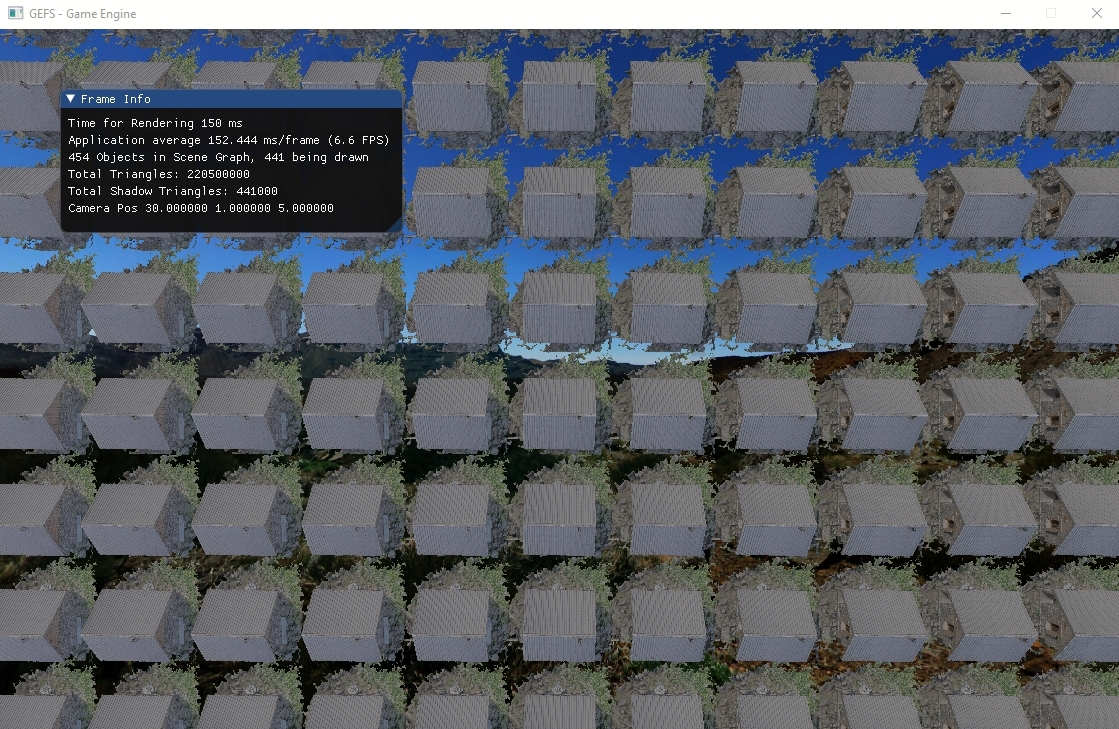 GEFS - Game Engine
Frame Info
Time for Rendering 150 ms
Application average 152.444 ms/frame (6.6 FPS)
454 Objects in Scene Graph, 441 being drawn
Total Triangles: 220500000
Total Shadow Triangles: 441000
Camera Pos 30.000000 1.000000 5.000000